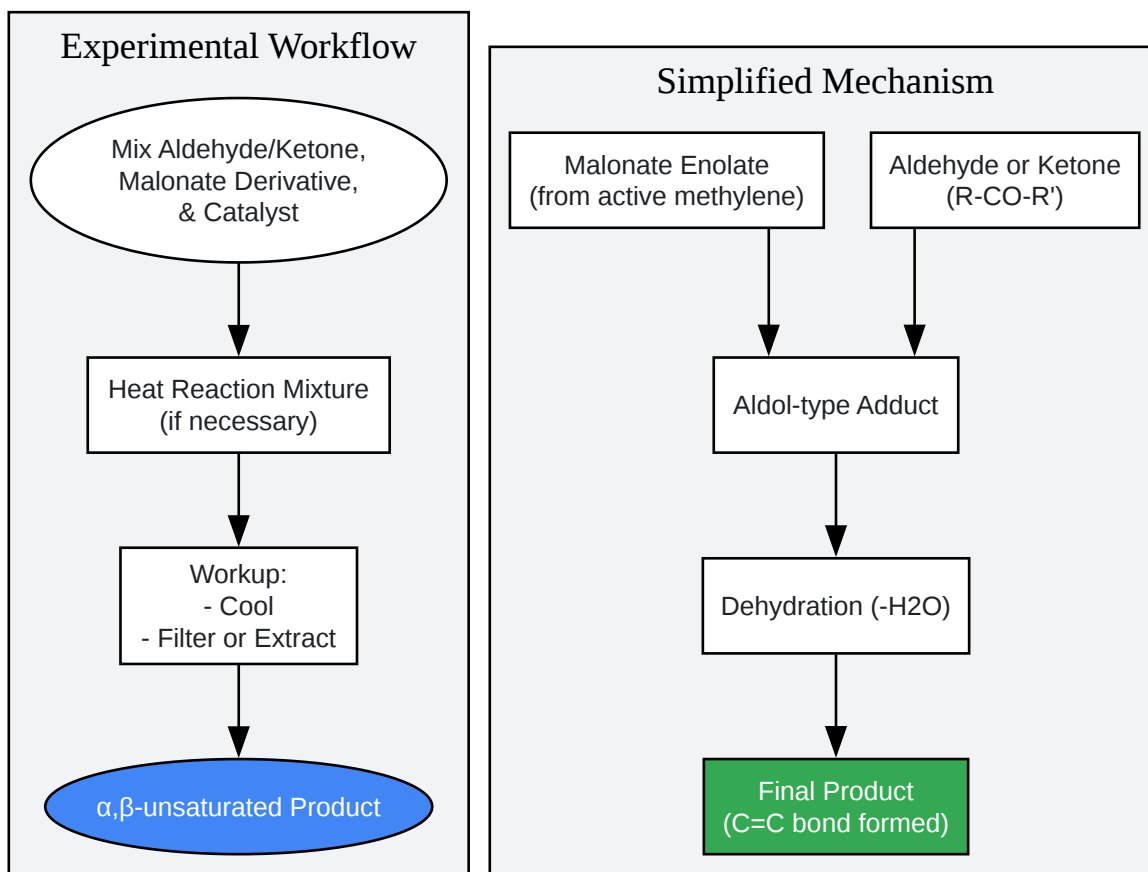 Experimental Workflow
Mix Aldehyde/Ketone,
Malonate Derivative,
& Catalyst
Heat Reaction Mixture
(if necessary)
Workup:
- Cool
- Filter or Extract
α,β-unsaturated Product
Simplified Mechanism
Malonate Enolate
(from active methylene)
Aldehyde or Ketone
(R-CO-R')
Aldol-type Adduct
Dehydration (-H2O)
Final Product
(C=C bond formed)